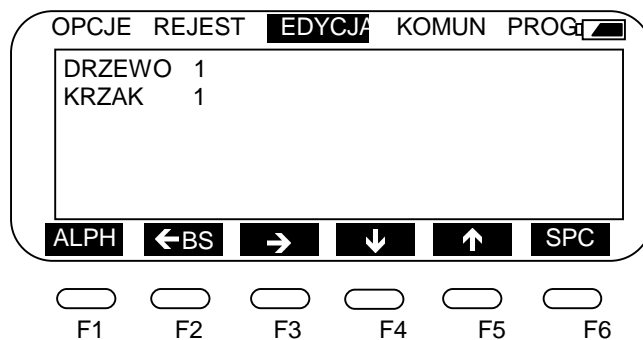 OPCJE REJEST EDYCJA KOMUN PROG
DRZEWO 1
KRZAK 1
ALPH ←BS → ↓ ↑ SPC
F1 F2 F3 F4 F5 F6